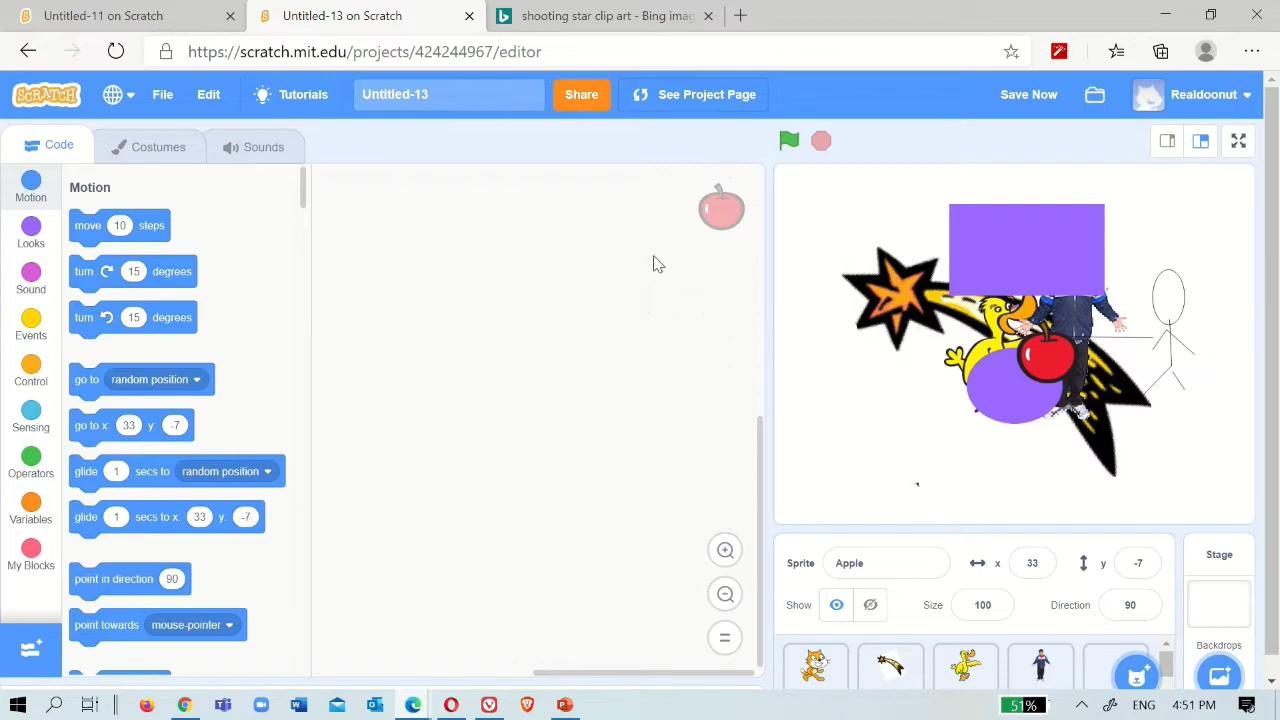 Untitled-11 on Scratch
Untitled-13 on Scratch
shooting star clip art - Bing imag
https://scratch.mit.edu/projects/424244967/editor
SCRATCH
File
Edit
Tutorials
Untitled-13
Share
See Project Page
Save Now
Realdoonut
Code
Costumes
Sounds
Motion
Looks
Sound
Events
Control
Sensing
Operators
Variables
My Blocks
Motion
move 10 steps
turn 15 degrees
turn 15 degrees
go to random position
go to x: 33 y: -7
glide 1 secs to random position
glide 1 secs to x: 33 y: -7
point in direction 90
point towards mouse-pointer
Sprite Apple x 33 y -7
Show Size 100 Direction 90
Stage
Backdrops
51% ENG 4:51 PM